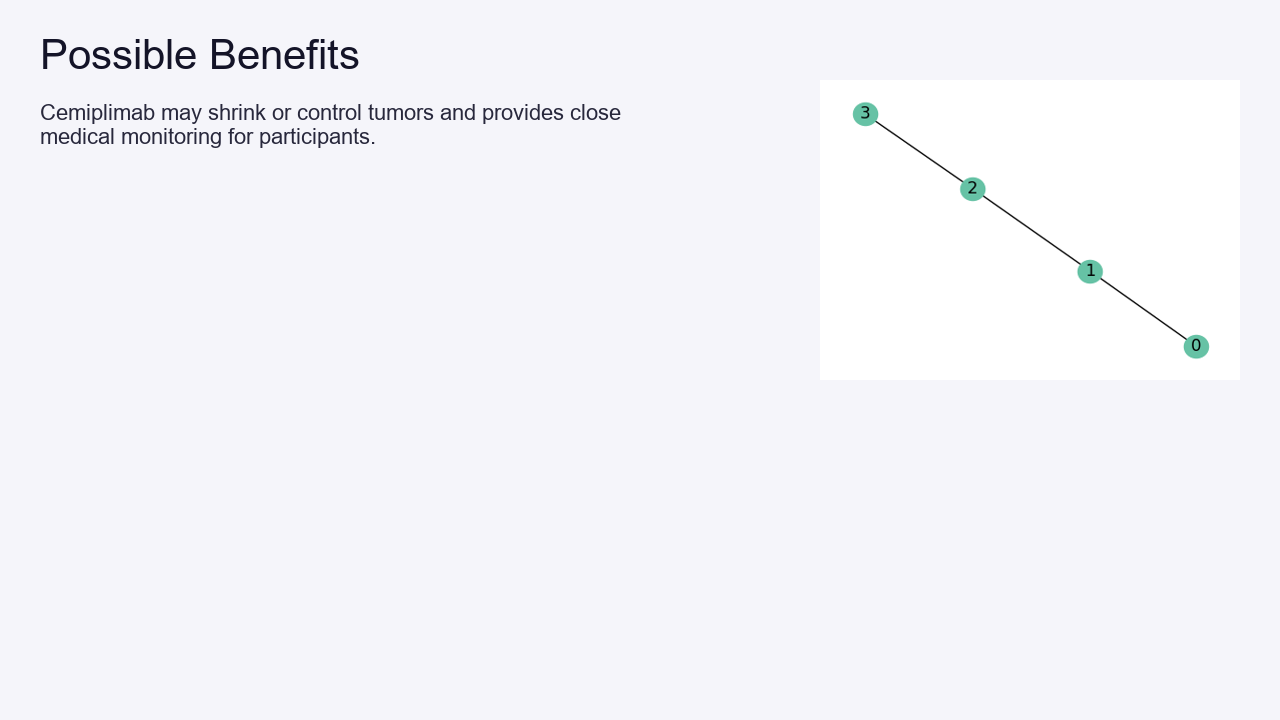 Possible Benefits
Cemiplimab may shrink or control tumors and provides close
medical monitoring for participants.
3
2
1
0